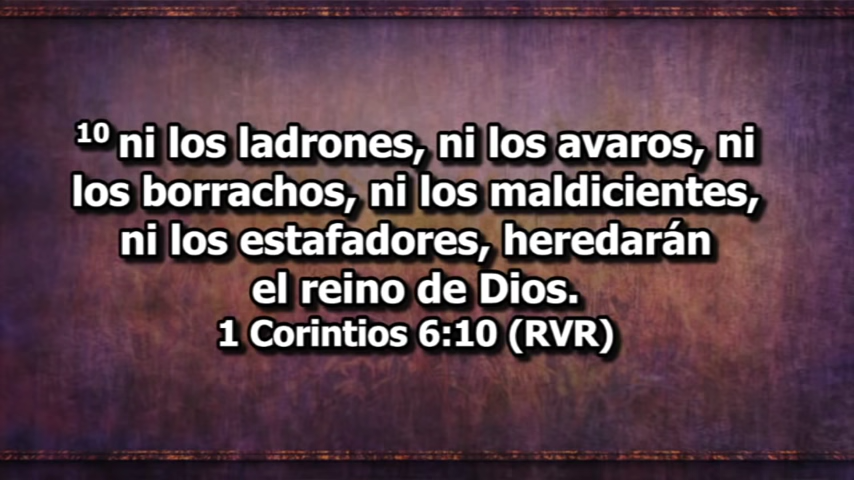 10 ni los ladrones, ni los avaros, ni
los borrachos, ni los maldicientes,
ni los estafadores, heredarán
el reino de Dios.
1 Corintios 6:10 (RVR)